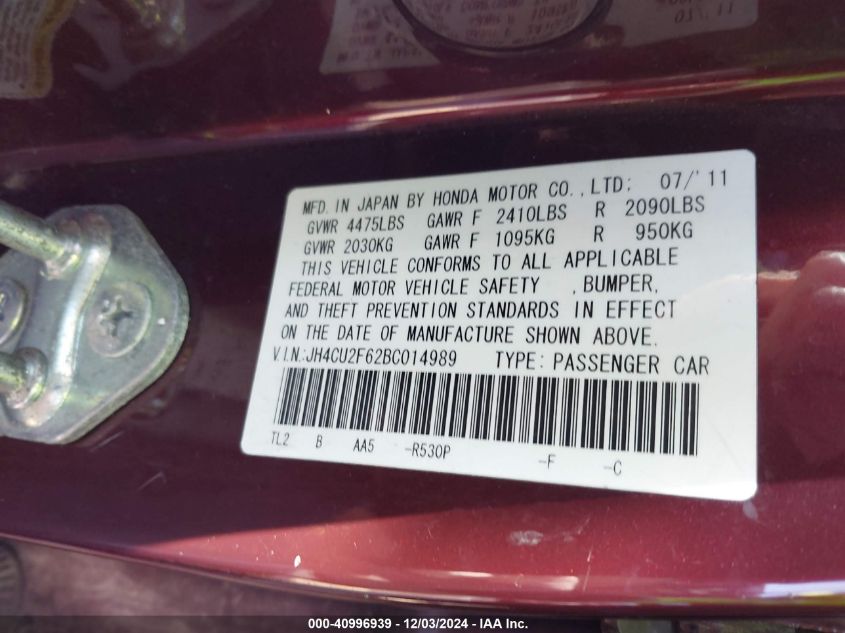 MFD. IN JAPAN BY HONDA MOTOR CO., LTD; 07/'11
GVWR 4475LBS GAWR F 2410LBS R 2090LBS
GVWR 2030KG GAWR F 1095KG R 950KG
THIS VEHICLE CONFORMS TO ALL APPLICABLE
FEDERAL MOTOR VEHICLE SAFETY , BUMPER,
AND THEFT PREVENTION STANDARDS IN EFFECT
ON THE DATE OF MANUFACTURE SHOWN ABOVE.
V.I.N.:JH4CU2F62BC014989 TYPE: PASSENGER CAR
TL2 B AA5 -R530P -F -C
000-40996939 - 12/03/2024 - IAA Inc.